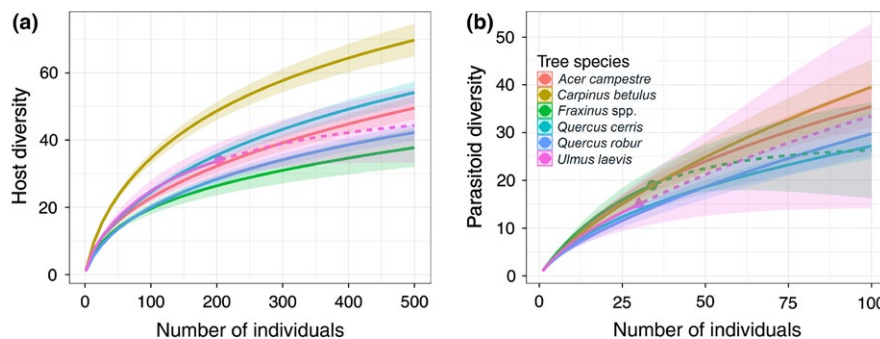 (a)
Host diversity
60
40
20
0
0 100 200 300 400 500
Number of individuals
(b)
Parasitoid diversity
50
40
30
20
10
0
Tree species
Acer campestre
Carpinus betulus
Fraxinus spp.
Quercus cerris
Quercus robur
Ulmus laevis
0 25 50 75 100
Number of individuals